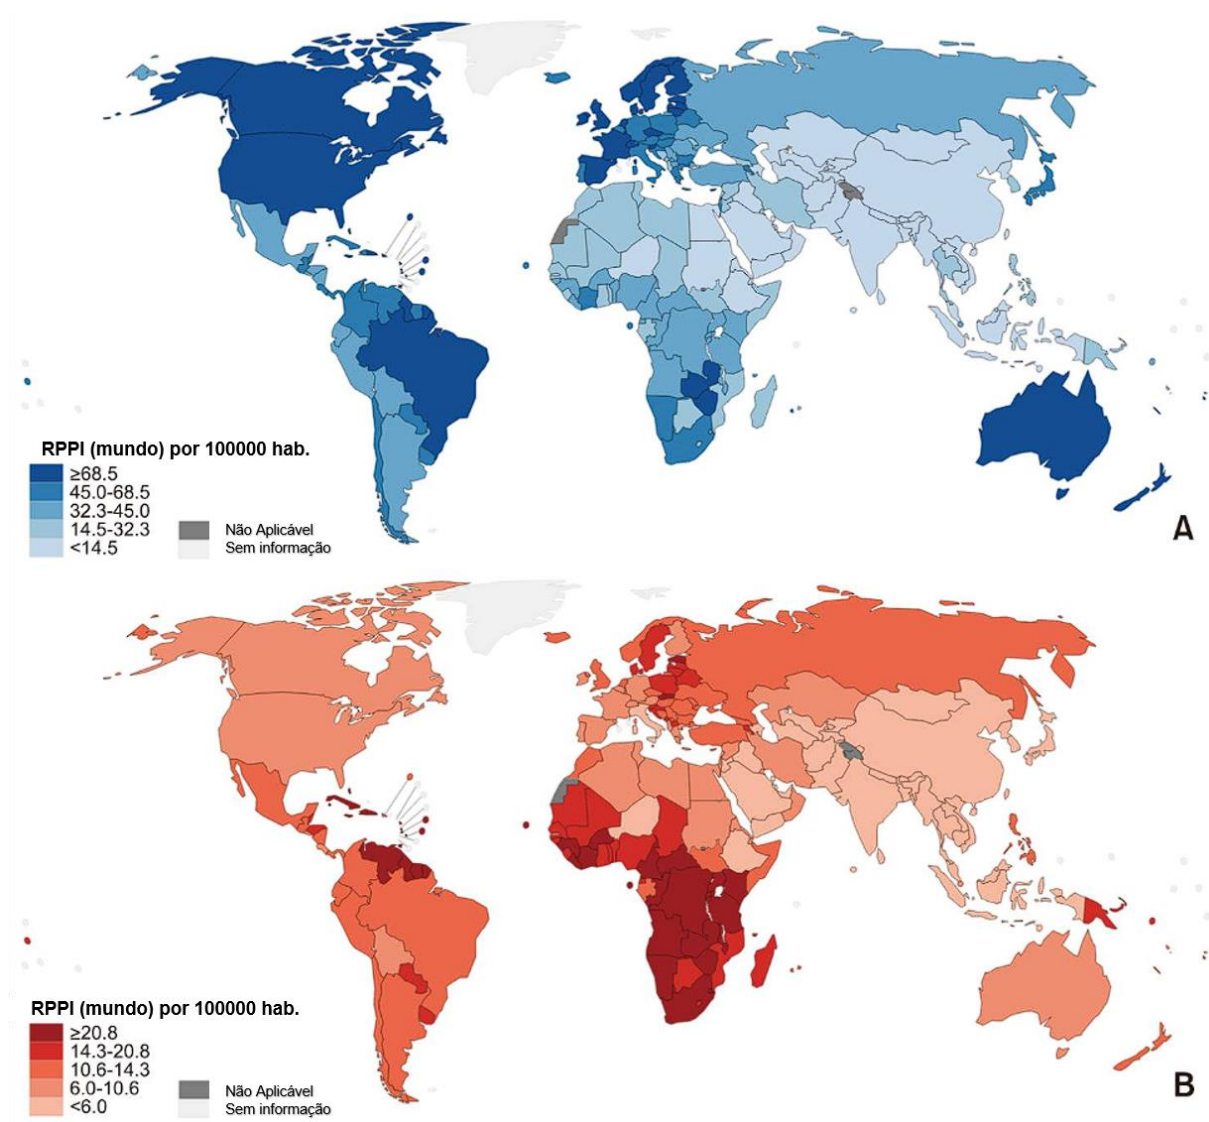 RPPI (mundo) por 100000 hab.
≥68.5
45.0-68.5
32.3-45.0
14.5-32.3
<14.5
Não Aplicável
Sem informação
A
RPPI (mundo) por 100000 hab.
≥20.8
14.3-20.8
10.6-14.3
6.0-10.6
<6.0
Não Aplicável
Sem informação
B